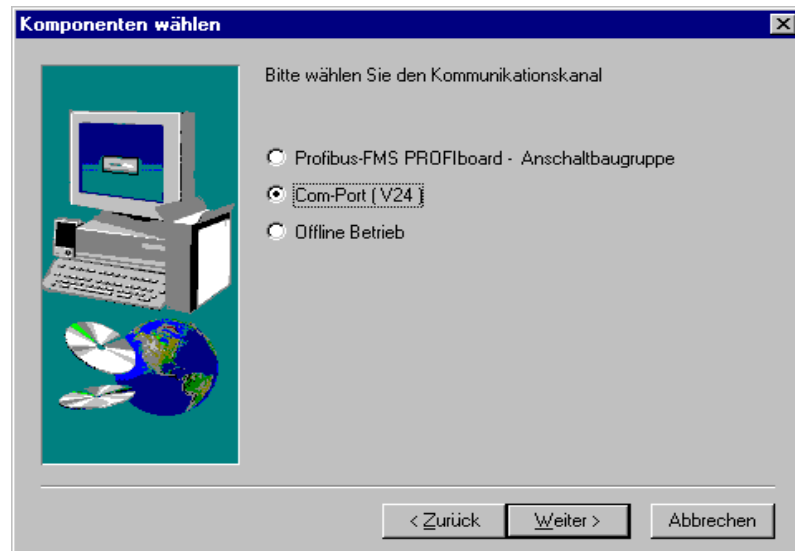 Komponenten wählen
Bitte wählen Sie den Kommunikationskanal
Profibus-FMS PROFIboard - Anschaltbaugruppe
Com-Port ( V24 )
Offline Betrieb
< Zurück
Weiter >
Abbrechen